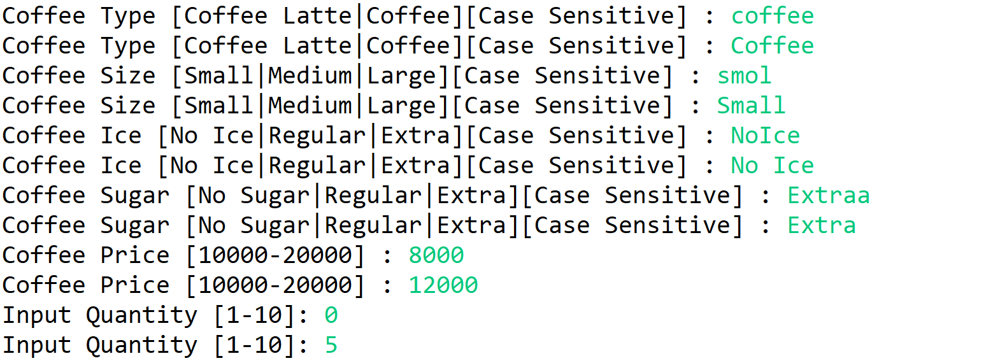 Coffee Type [Coffee Latte|Coffee][Case Sensitive] : coffee
Coffee Type [Coffee Latte|Coffee][Case Sensitive] : Coffee
Coffee Size [Small|Medium|Large][Case Sensitive] : smol
Coffee Size [Small|Medium|Large][Case Sensitive] : Small
Coffee Ice [No Ice|Regular|Extra][Case Sensitive] : NoIce
Coffee Ice [No Ice|Regular|Extra][Case Sensitive] : No Ice
Coffee Sugar [No Sugar|Regular|Extra][Case Sensitive] : Extraa
Coffee Sugar [No Sugar|Regular|Extra][Case Sensitive] : Extra
Coffee Price [10000-20000] : 8000
Coffee Price [10000-20000] : 12000
Input Quantity [1-10]: 0
Input Quantity [1-10]: 5